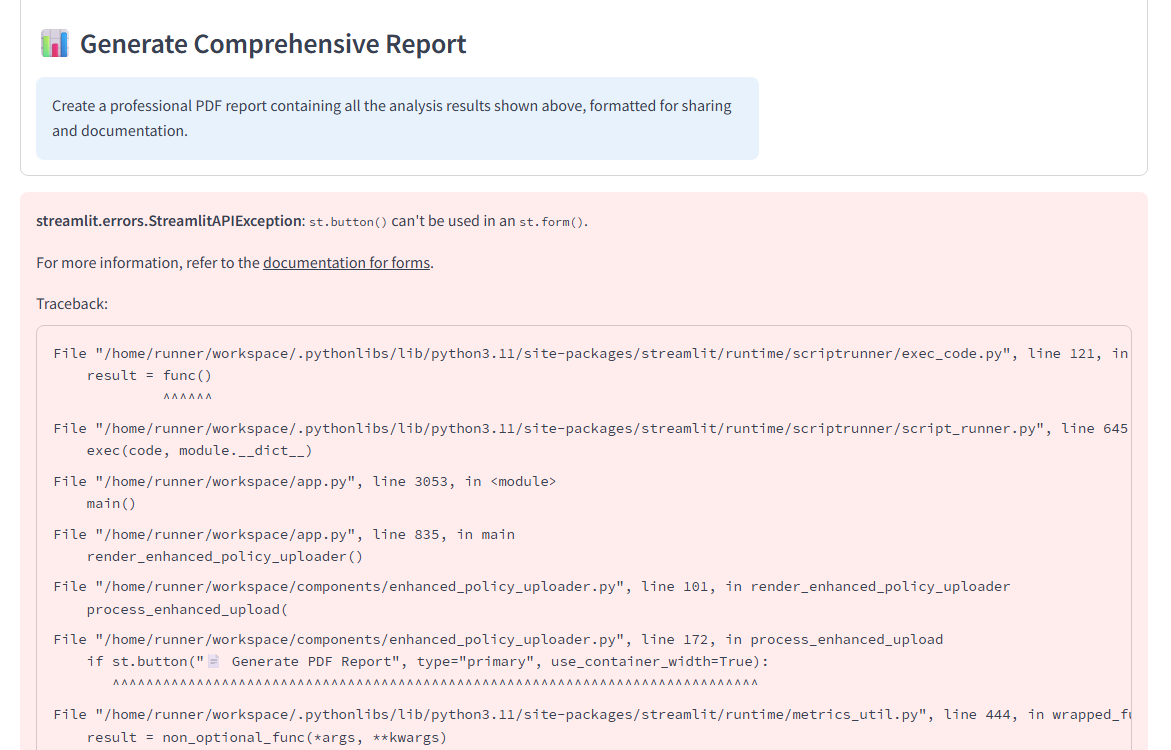 📊 Generate Comprehensive Report
Create a professional PDF report containing all the analysis results shown above, formatted for sharing
and documentation.
streamlit.errors.StreamlitAPIException: st.button() can't be used in an st.form().
For more information, refer to the documentation for forms.
Traceback:
File "/home/runner/workspace/.pythonlibs/lib/python3.11/site-packages/streamlit/runtime/scriptrunner/exec_code.py", line 121, in
    result = func()
             ^^^^^^
File "/home/runner/workspace/.pythonlibs/lib/python3.11/site-packages/streamlit/runtime/scriptrunner/script_runner.py", line 645
    exec(code, module.__dict__)
File "/home/runner/workspace/app.py", line 3053, in <module>
    main()
File "/home/runner/workspace/app.py", line 835, in main
    render_enhanced_policy_uploader()
File "/home/runner/workspace/components/enhanced_policy_uploader.py", line 101, in render_enhanced_policy_uploader
    process_enhanced_upload(
File "/home/runner/workspace/components/enhanced_policy_uploader.py", line 172, in process_enhanced_upload
    if st.button("📄 Generate PDF Report", type="primary", use_container_width=True):
       ^^^^^^^^^^^^^^^^^^^^^^^^^^^^^^^^^^^^^^^^^^^^^^^^^^^^^^^^^^^^^^^^^^^^^^^^^^^^^
File "/home/runner/workspace/.pythonlibs/lib/python3.11/site-packages/streamlit/runtime/metrics_util.py", line 444, in
    result = non_optional_func(*args, **kwargs)